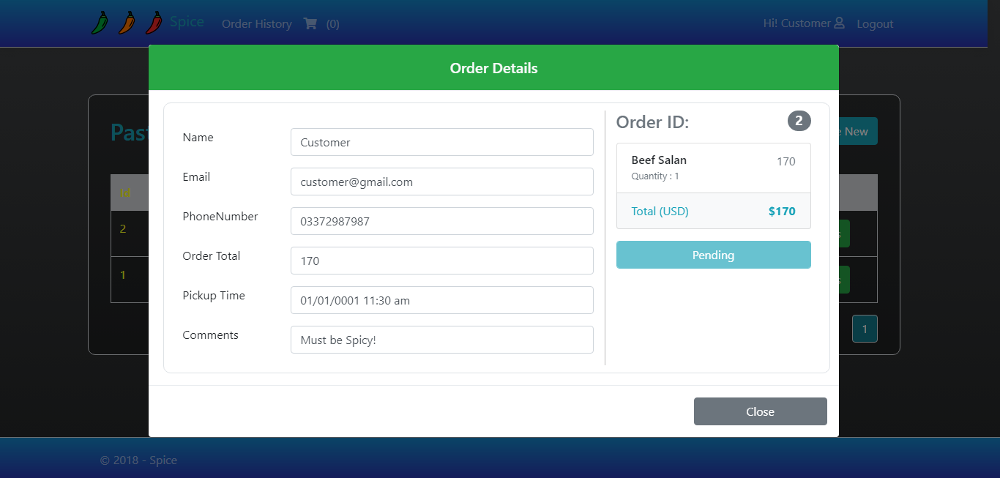 Spice Order History (0) Hi! Customer Logout
Order Details
Past
e New
Id
2
1
1
Name Customer
Email customer@gmail.com
PhoneNumber 03372987987
Order Total 170
Pickup Time 01/01/0001 11:30 am
Comments Must be Spicy!
Order ID: 2
Beef Salan 170
Quantity : 1
Total (USD) $170
Pending
Close
© 2018 - Spice